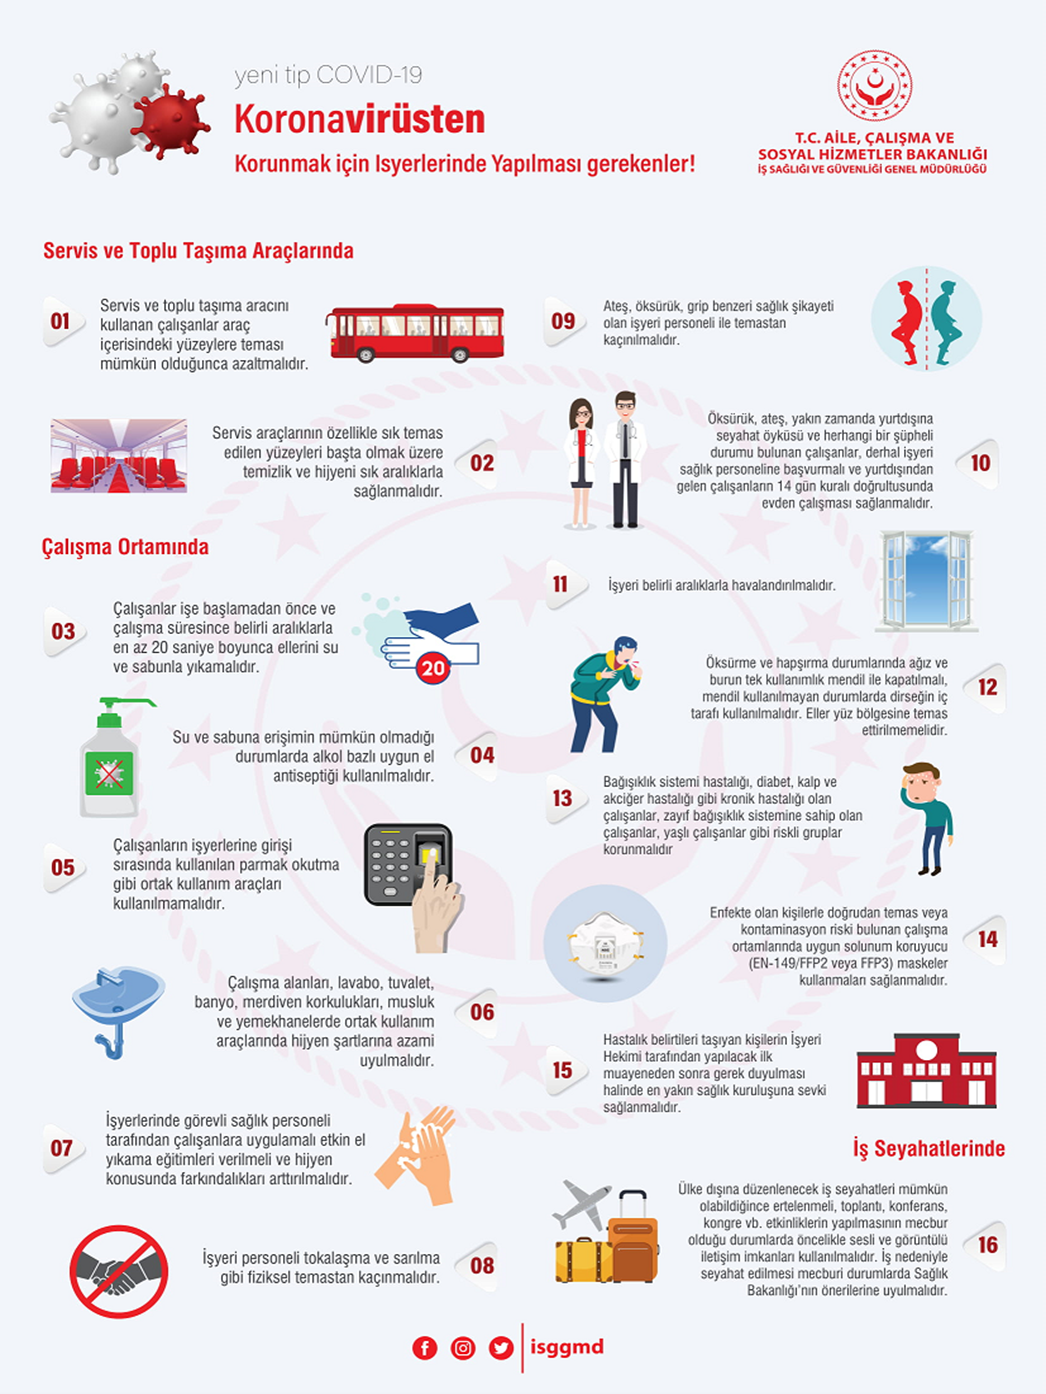 yeni tip COVID-19
Koronavirüsten
Korunmak için Isyerlerinde Yapılması gerekenler!
T.C. AİLE, ÇALIŞMA VE
SOSYAL HİZMETLER BAKANLIĞI
İŞ SAĞLIĞI VE GÜVENLİĞİ GENEL MÜDÜRLÜĞÜ
Servis ve Toplu Taşıma Araçlarında
01
Servis ve toplu taşıma aracını
kullanan çalışanlar araç
içerisindeki yüzeylere teması
mümkün olduğunca azaltmalıdır.
Servis araçlarının özellikle sık temas
edilen yüzeyleri başta olmak üzere
temizlik ve hijyeni sık aralıklarla
sağlanmalıdır.
02
Çalışma Ortamında
03
Çalışanlar işe başlamadan önce ve
çalışma süresince belirli aralıklarla
en az 20 saniye boyunca ellerini su
ve sabunla yıkamalıdır.
20
Su ve sabuna erişimin mümkün olmadığı
durumlarda alkol bazlı uygun el
antiseptiği kullanılmalıdır.
04
05
Çalışanların işyerlerine girişi
sırasında kullanılan parmak okutma
gibi ortak kullanım araçları
kullanılmamalıdır.
Çalışma alanları, lavabo, tuvalet,
banyo, merdiven korkulukları, musluk
ve yemekhanelerde ortak kullanım
araçlarında hijyen şartlarına azami
uyulmalıdır.
06
07
İşyerlerinde görevli sağlık personeli
tarafından çalışanlara uygulamalı etkin el
yıkama eğitimleri verilmeli ve hijyen
konusunda farkındalıkları arttırılmalıdır.
İşyeri personeli tokalaşma ve sarılma
gibi fiziksel temastan kaçınmalıdır.
08
09
Ateş, öksürük, grip benzeri sağlık şikayeti
olan işyeri personeli ile temastan
kaçınılmalıdır.
Öksürük, ateş, yakın zamanda yurtdışına
seyahat öyküsü ve herhangi bir şüpheli
durumu bulunan çalışanlar, derhal işyeri
sağlık personeline başvurmalı ve yurtdışından
gelen çalışanların 14 gün kuralı doğrultusunda
evden çalışması sağlanmalıdır.
10
11
İşyeri belirli aralıklarla havalandırılmalıdır.
Öksürme ve hapşırma durumlarında ağız ve
burun tek kullanımlık mendil ile kapatılmalı,
mendil kullanılmayan durumlarda dirseğin iç
tarafı kullanılmalıdır. Eller yüz bölgesine temas
ettirilmemelidir.
12
13
Bağışıklık sistemi hastalığı, diabet, kalp ve
akciğer hastalığı gibi kronik hastalığı olan
çalışanlar, zayıf bağışıklık sistemine sahip olan
çalışanlar, yaşlı çalışanlar gibi riskli gruplar
korunmalıdır
Enfekte olan kişilerle doğrudan temas veya
kontaminasyon riski bulunan çalışma
ortamlarında uygun solunum koruyucu
(EN-149/FFP2 veya FFP3) maskeler
kullanmaları sağlanmalıdır.
14
15
Hastalık belirtileri taşıyan kişilerin İşyeri
Hekimi tarafından yapılacak ilk
muayeneden sonra gerek duyulması
halinde en yakın sağlık kuruluşuna sevki
sağlanmalıdır.
İş Seyahatlerinde
Ülke dışına düzenlenecek iş seyahatleri mümkün
olabildiğince ertelenmeli, toplantı, konferans,
kongre vb. etkinliklerin yapılmasının mecbur
olduğu durumlarda öncelikle sesli ve görüntülü
iletişim imkanları kullanılmalıdır. İş nedeniyle
seyahat edilmesi mecburi durumlarda Sağlık
Bakanlığı'nın önerilerine uyulmalıdır.
16
isggmd